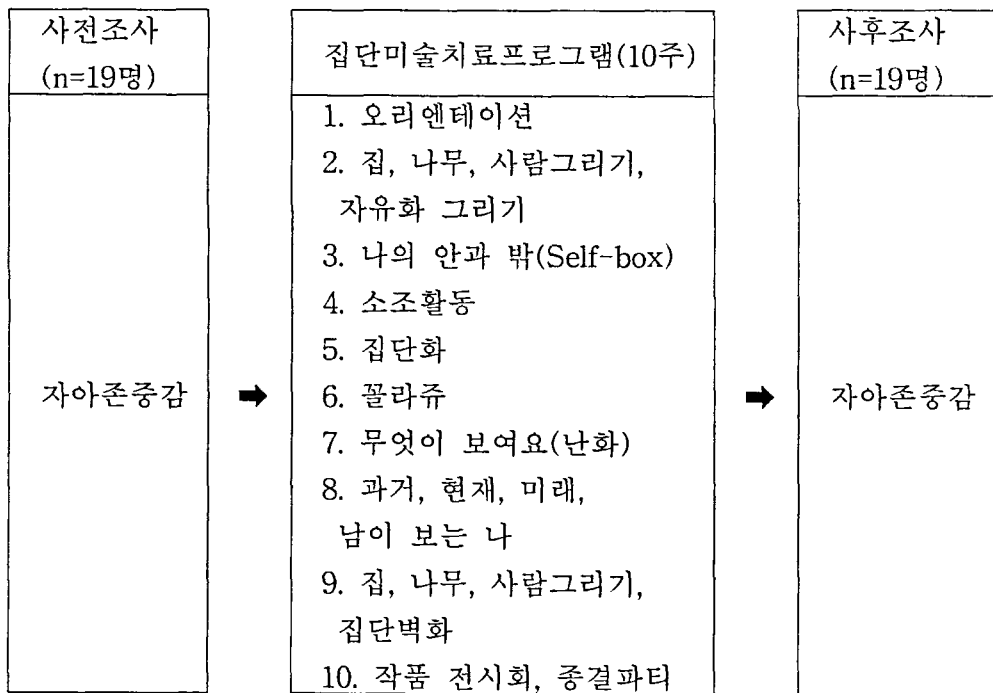 사전조사
(n=19명)
자아존중감
➡
집단미술치료프로그램(10주)
1. 오리엔테이션
2. 집, 나무, 사람그리기,
자유화 그리기
3. 나의 안과 밖(Self-box)
4. 소조활동
5. 집단화
6. 꼴라쥬
7. 무엇이 보여요(난화)
8. 과거, 현재, 미래,
남이 보는 나
9. 집, 나무, 사람그리기,
집단벽화
10. 작품 전시회, 종결파티
➡
사후조사
(n=19명)
자아존중감